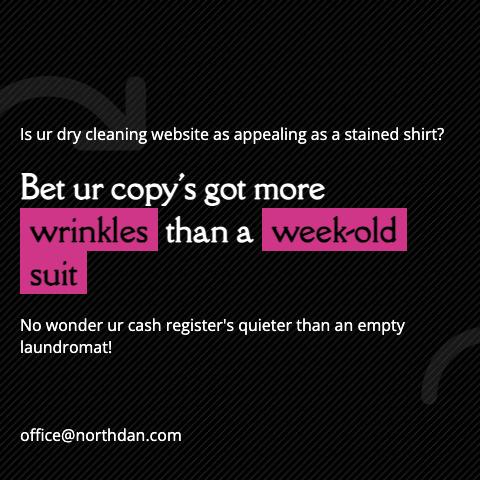 Is ur dry cleaning website as appealing as a stained shirt?
Bet ur copy’s got more
wrinkles than a week-old
suit
No wonder ur cash register's quieter than an empty
laundromat!
office@northdan.com